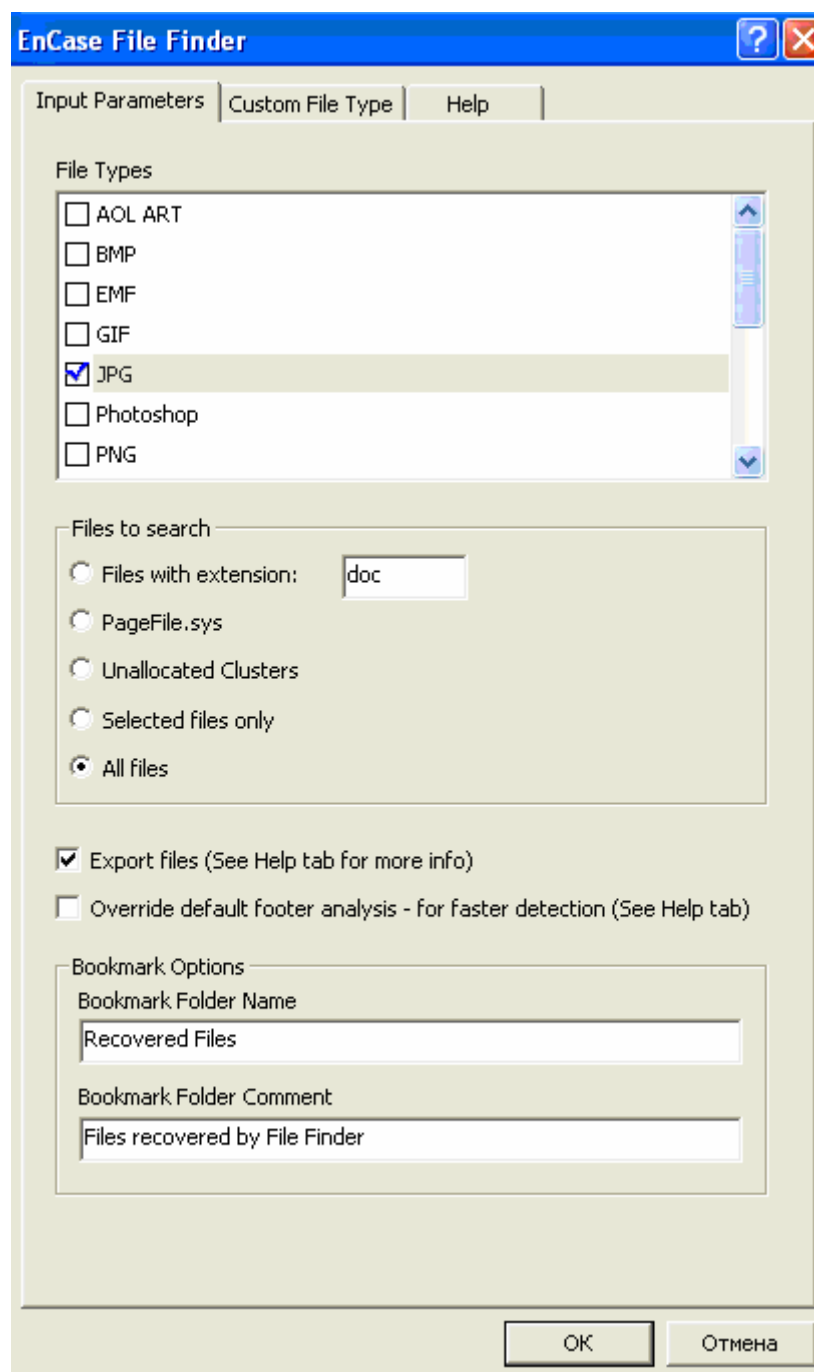 EnCase File Finder
Input Parameters Custom File Type Help
File Types
AOL ART
BMP
EMF
GIF
JPG
Photoshop
PNG
Files to search
Files with extension: doc
PageFile.sys
Unallocated Clusters
Selected files only
All files
Export files (See Help tab for more info)
Override default footer analysis - for faster detection (See Help tab)
Bookmark Options
Bookmark Folder Name
Recovered Files
Bookmark Folder Comment
Files recovered by File Finder
OK Отмена